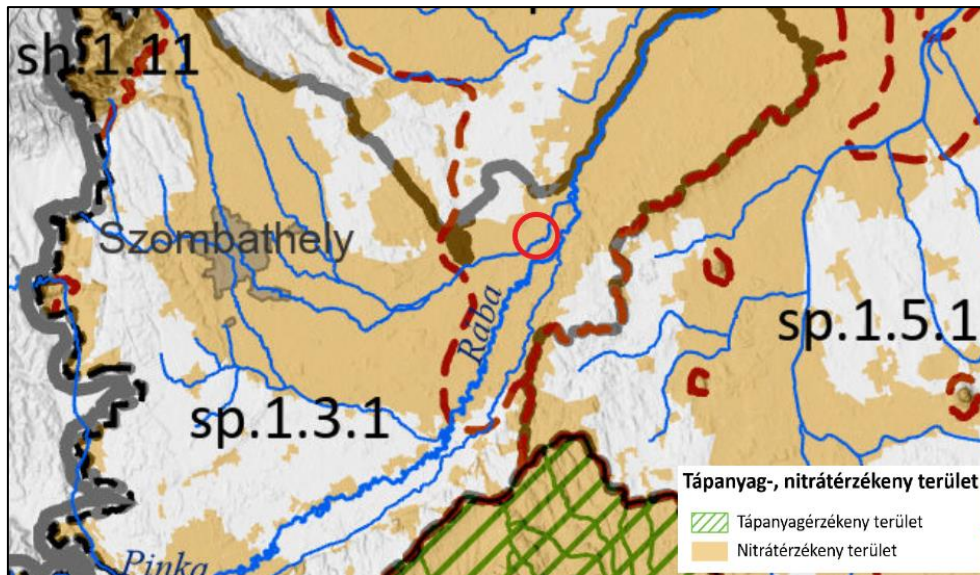 sh.1.11
Szombathely
Rába
sp.1.5.1
sp.1.3.1
Pinka
Tápanyag-, nitrátérzékeny terület
Tápanyagérzékeny terület
Nitrátérzékeny terület